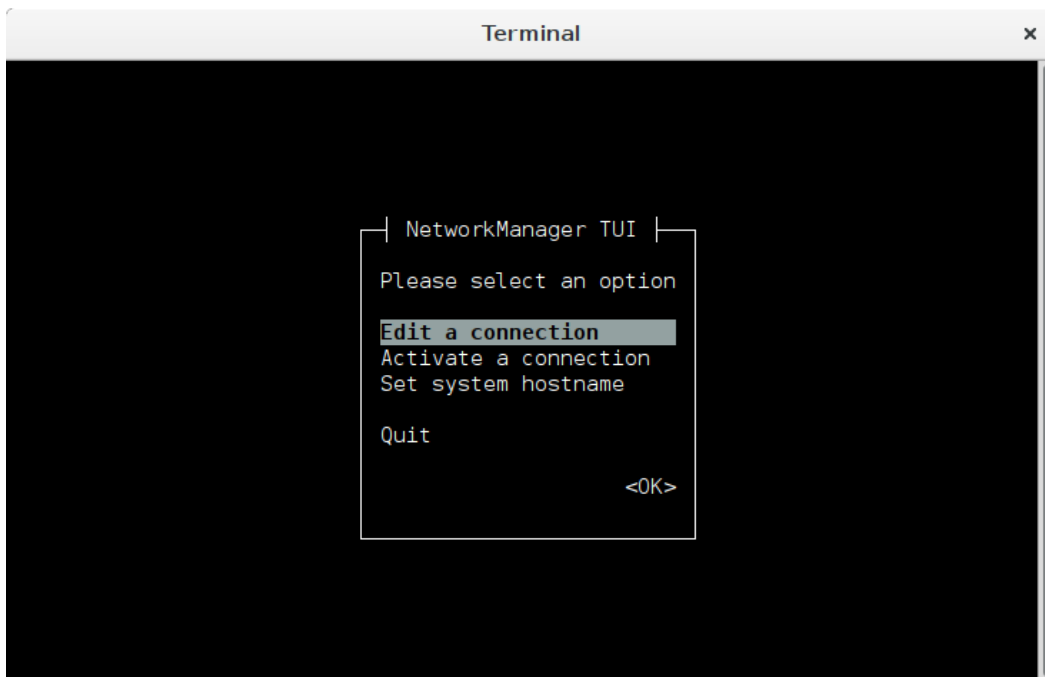 Terminal
NetworkManager TUI
Please select an option
Edit a connection
Activate a connection
Set system hostname
Quit
<OK>